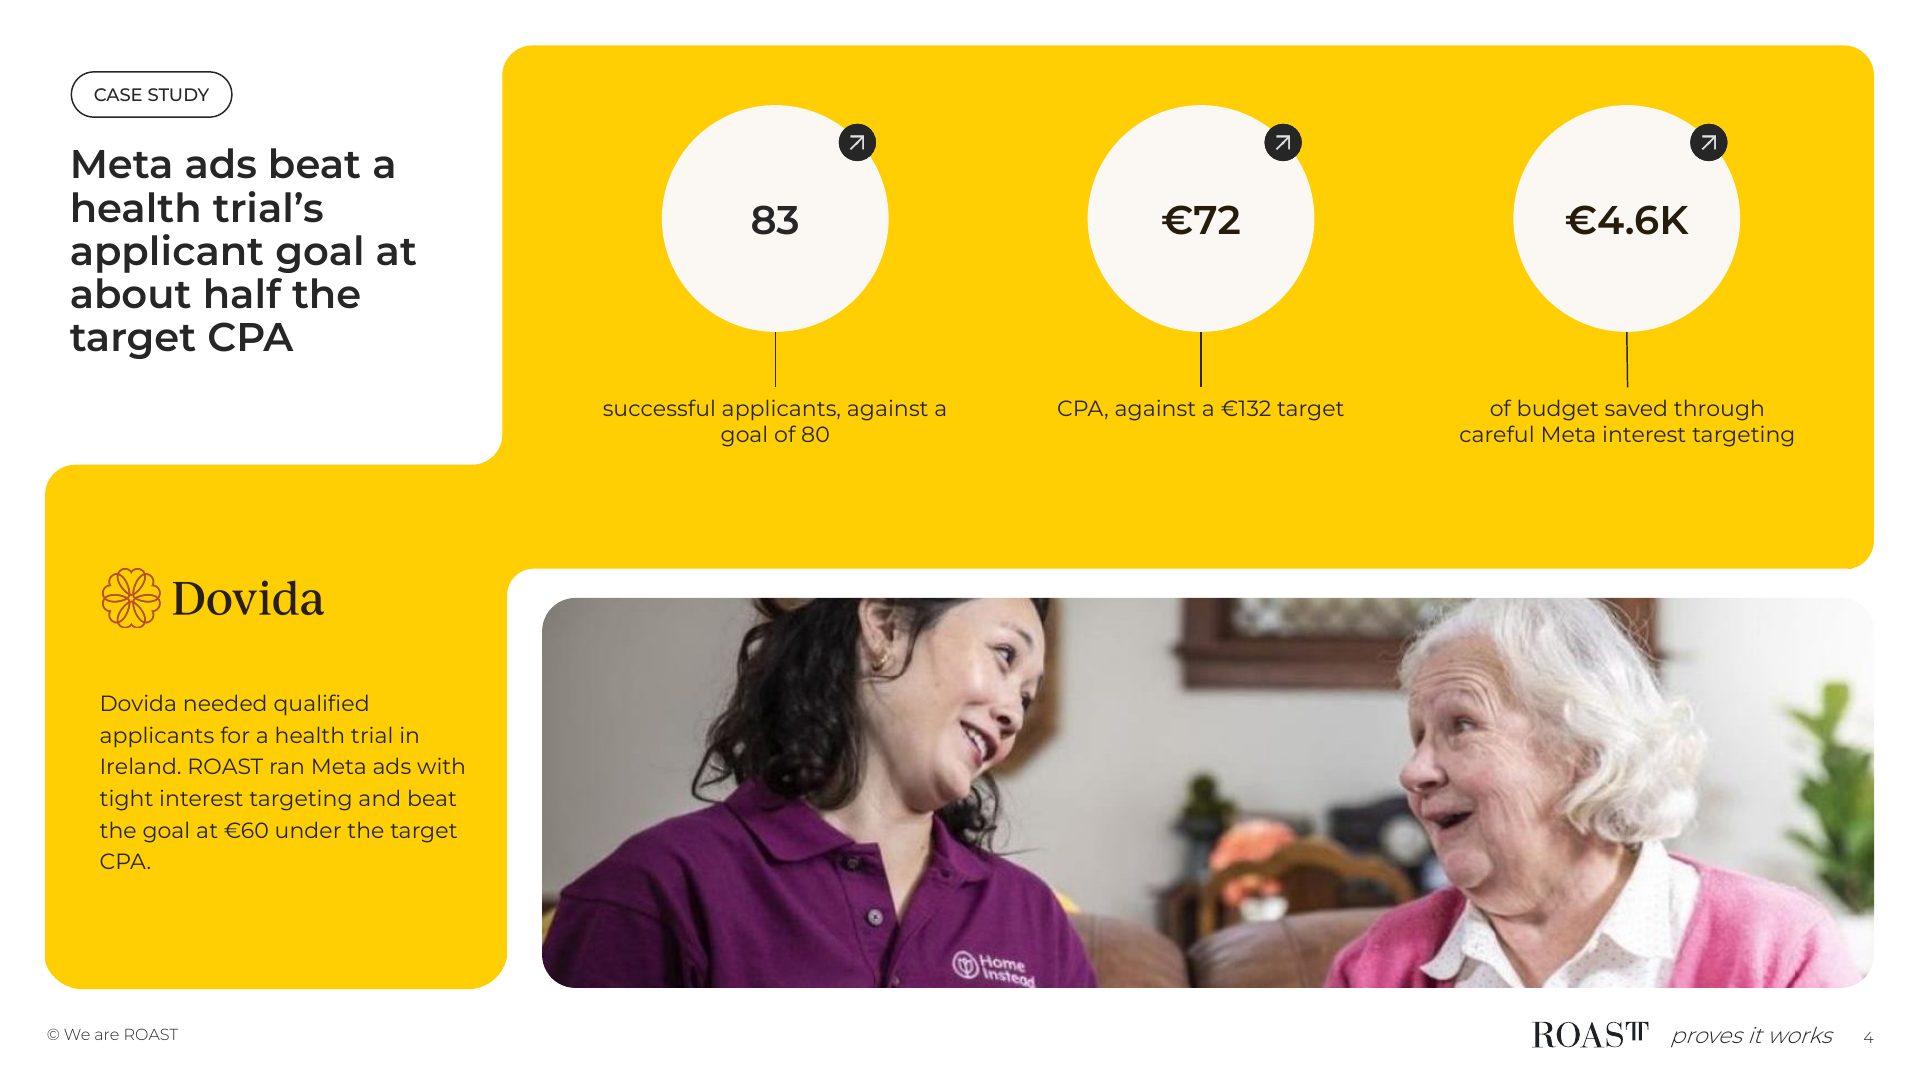 CASE STUDY
Meta ads beat a
health trial’s
applicant goal at
about half the
target CPA
83
successful applicants, against a
goal of 80
€72
CPA, against a €132 target
€4.6K
of budget saved through
careful Meta interest targeting
Dovida
Dovida needed qualified
applicants for a health trial in
Ireland. ROAST ran Meta ads with
tight interest targeting and beat
the goal at €60 under the target
CPA.
Home
Instead
© We are ROAST
ROAST proves it works 4